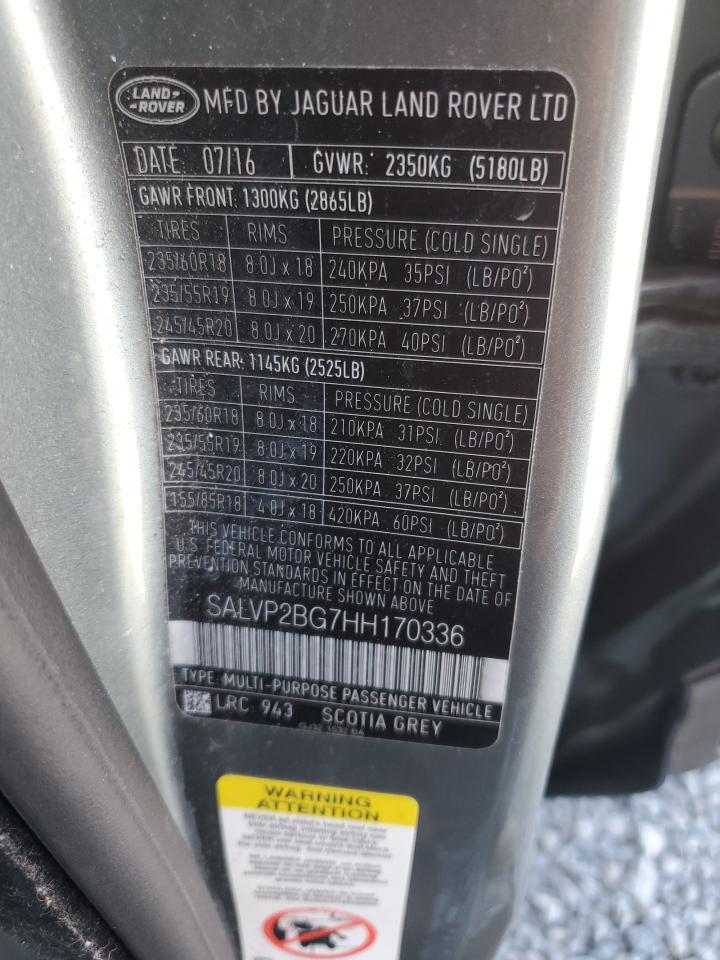 LAND-
-ROVER
MFD BY JAGUAR LAND ROVER LTD
DATE: 07/16 GVWR: 2350KG (5180LB)
GAWR FRONT: 1300KG (2865LB)
TIRES RIMS PRESSURE (COLD SINGLE)
235/60R18 8.0J x 18 240KPA 35PSI (LB/PO²)
235/55R19 8.0J x 19 250KPA 37PSI (LB/PO²)
245/45R20 8.0J x 20 270KPA 40PSI (LB/PO²)
GAWR REAR: 1145KG (2525LB)
TIRES RIMS PRESSURE (COLD SINGLE)
235/60R18 8.0J x 18 210KPA 31PSI (LB/PO²)
235/55R19 8.0J x 19 220KPA 32PSI (LB/PO²)
245/45R20 8.0J x 20 250KPA 37PSI (LB/PO²)
155/85R18 4.0J x 18 420KPA 60PSI (LB/PO²)
THIS VEHICLE CONFORMS TO ALL APPLICABLE
U.S. FEDERAL MOTOR VEHICLE SAFETY AND THEFT
PREVENTION STANDARDS IN EFFECT ON THE DATE OF
MANUFACTURE SHOWN ABOVE
SALVP2BG7HH170336
TYPE: MULTI-PURPOSE PASSENGER VEHICLE
LRC 943 SCOTIA GREY
WARNING
ATTENTION